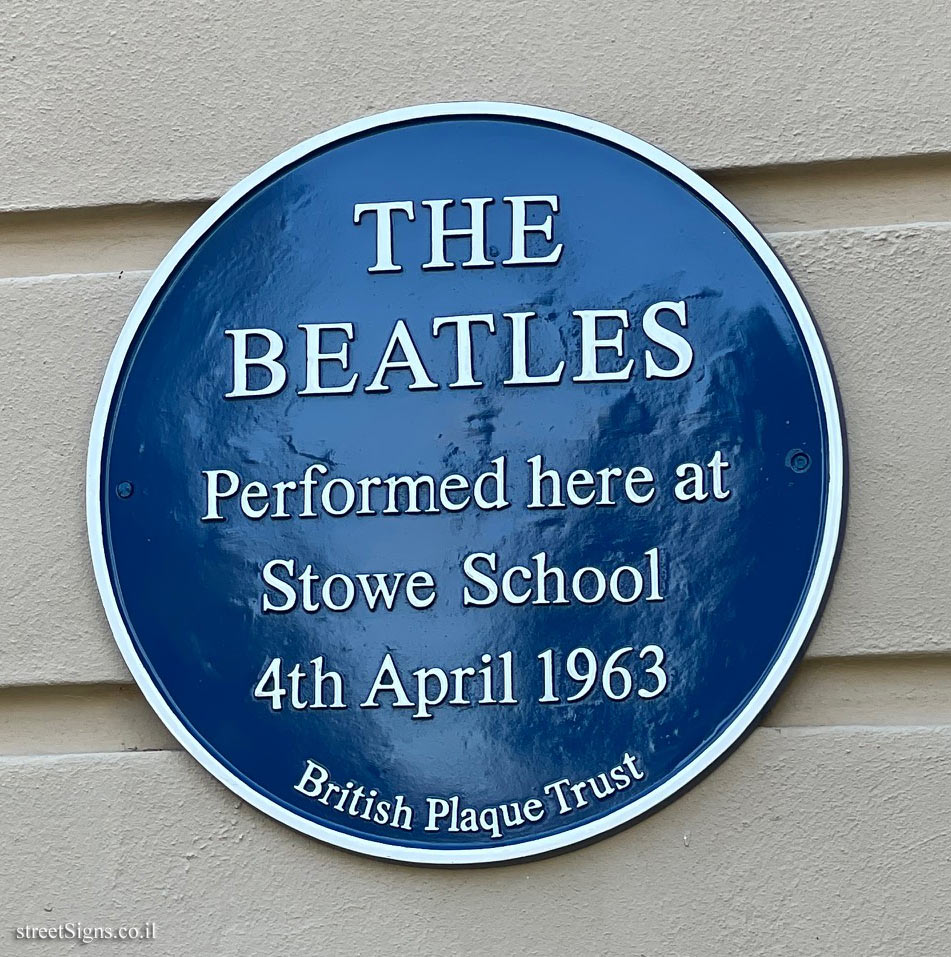 THE
BEATLES
Performed here at
Stowe School
4th April 1963
British Plaque Trust
streetSigns.co.il